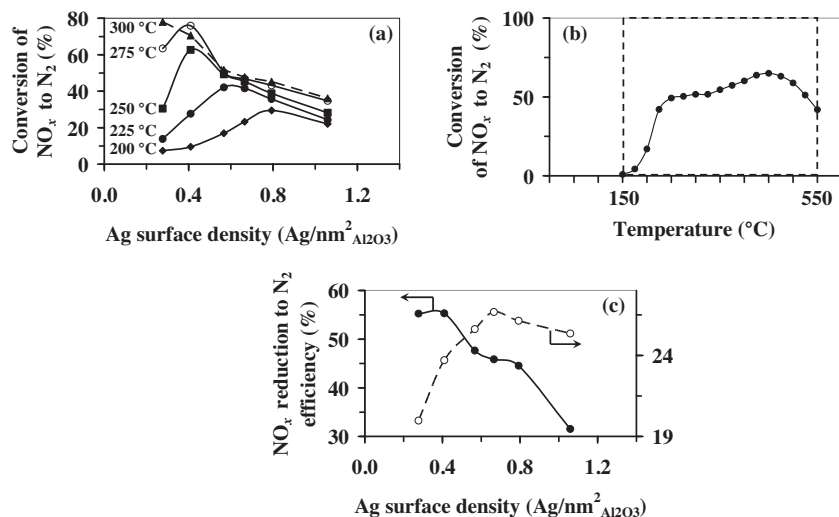 Conversion of
NOx to N2 (%)
80
60
40
20
0
300 °C
275 °C
250 °C
225 °C
200 °C
(a)
0.0
0.4
0.8
1.2
Ag surface density (Ag/nm2Al2O3)
Conversion
of NOx to N2 (%)
100
50
0
(b)
150
550
Temperature (°C)
NOx reduction to N2
efficiency (%)
60
50
40
30
(c)
24
19
0.0
0.4
0.8
1.2
Ag surface density (Ag/nm2Al2O3)